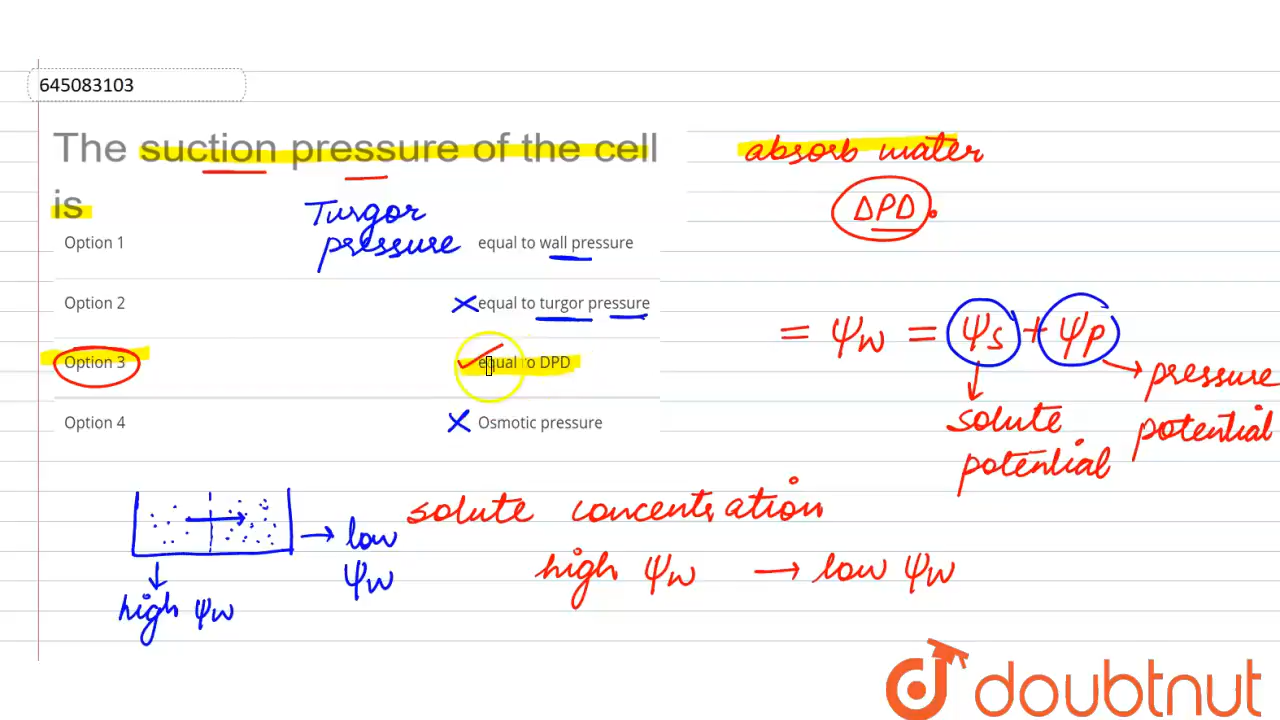 645083103
The suction pressure of the cell
is
Turgor
pressure
Option 1 equal to wall pressure
Option 2 equal to turgor pressure
Option 3 equal to DPD
Option 4 Osmotic pressure
absorb water
DPD.
= ψw = ψs + ψp
solute
potential
pressure
potential
solute concentration
high ψw → low ψw
→ low
ψw
high ψw
doubtnut